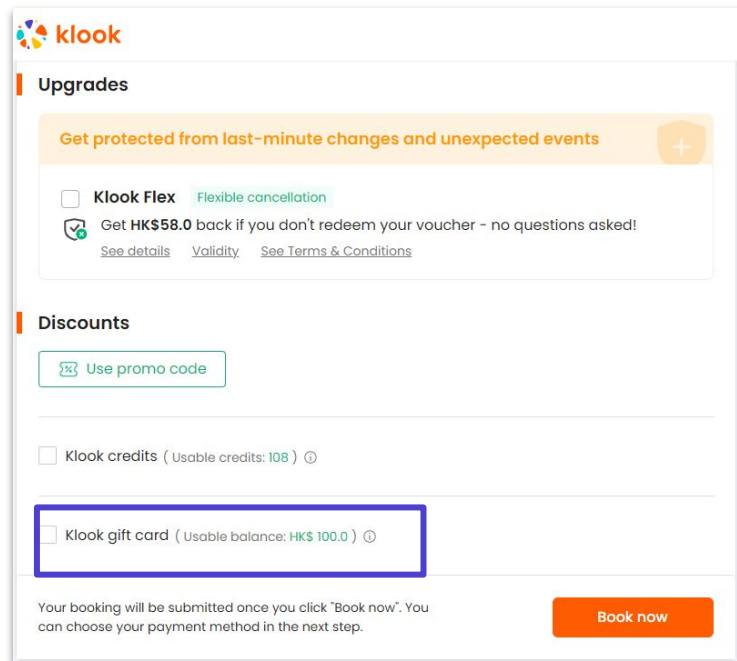 klook
Upgrades
Get protected from last-minute changes and unexpected events
Klook Flex Flexible cancellation
Get HK$58.0 back if you don't redeem your voucher - no questions asked!
See details Validity See Terms & Conditions
Discounts
Use promo code
Klook credits ( Usable credits: 108 )
Klook gift card ( Usable balance: HK$ 100.0 )
Your booking will be submitted once you click "Book now". You
can choose your payment method in the next step.
Book now